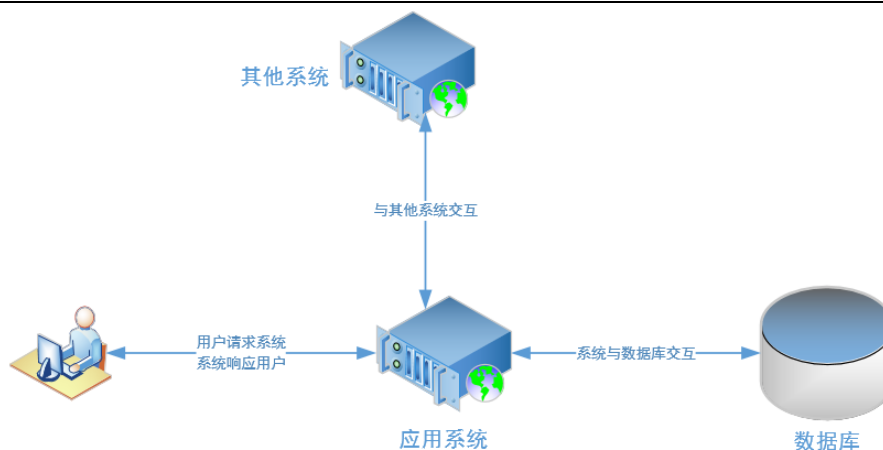 其他系统
与其他系统交互
用户请求系统
系统响应用户
系统与数据库交互
应用系统
数据库